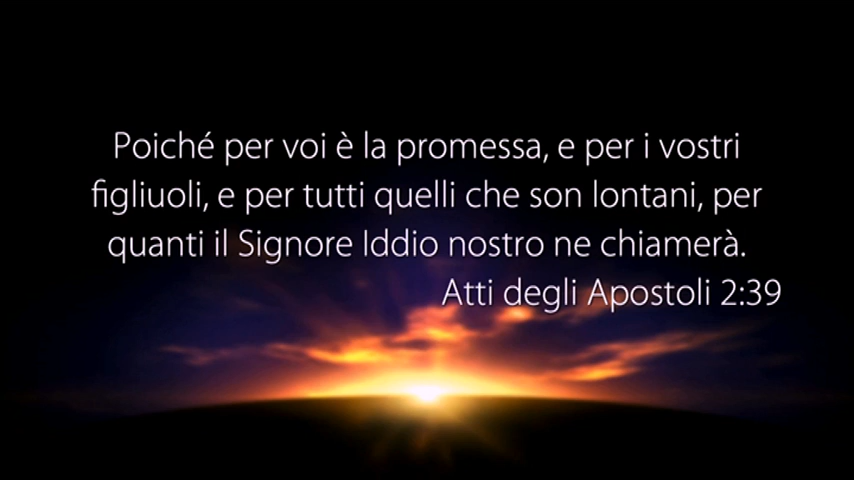 Poiché per voi è la promessa, e per i vostri
figliuoli, e per tutti quelli che son lontani, per
quanti il Signore Iddio nostro ne chiamerà.
Atti degli Apostoli 2:39